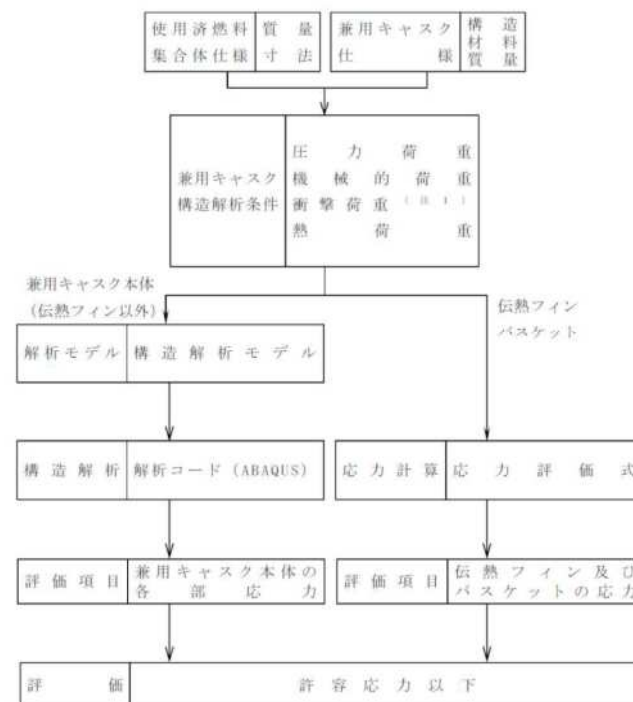 使用済燃料
集合体仕様
質量
寸法
兼用キャスク
仕様
構造
材料
質量
兼用キャスク
構造解析条件
圧力荷重
機械的荷重
衝撃荷重(注1)
熱荷重
兼用キャスク本体
(伝熱フィン以外)
伝熱フィン
バスケット
解析モデル 構造解析モデル
構造解析 解析コード(ABAQUS)
応力計算 応力評価式
評価項目
兼用キャスク本体の
各部応力
評価項目
伝熱フィン及び
バスケットの応力
評価 許容応力以下